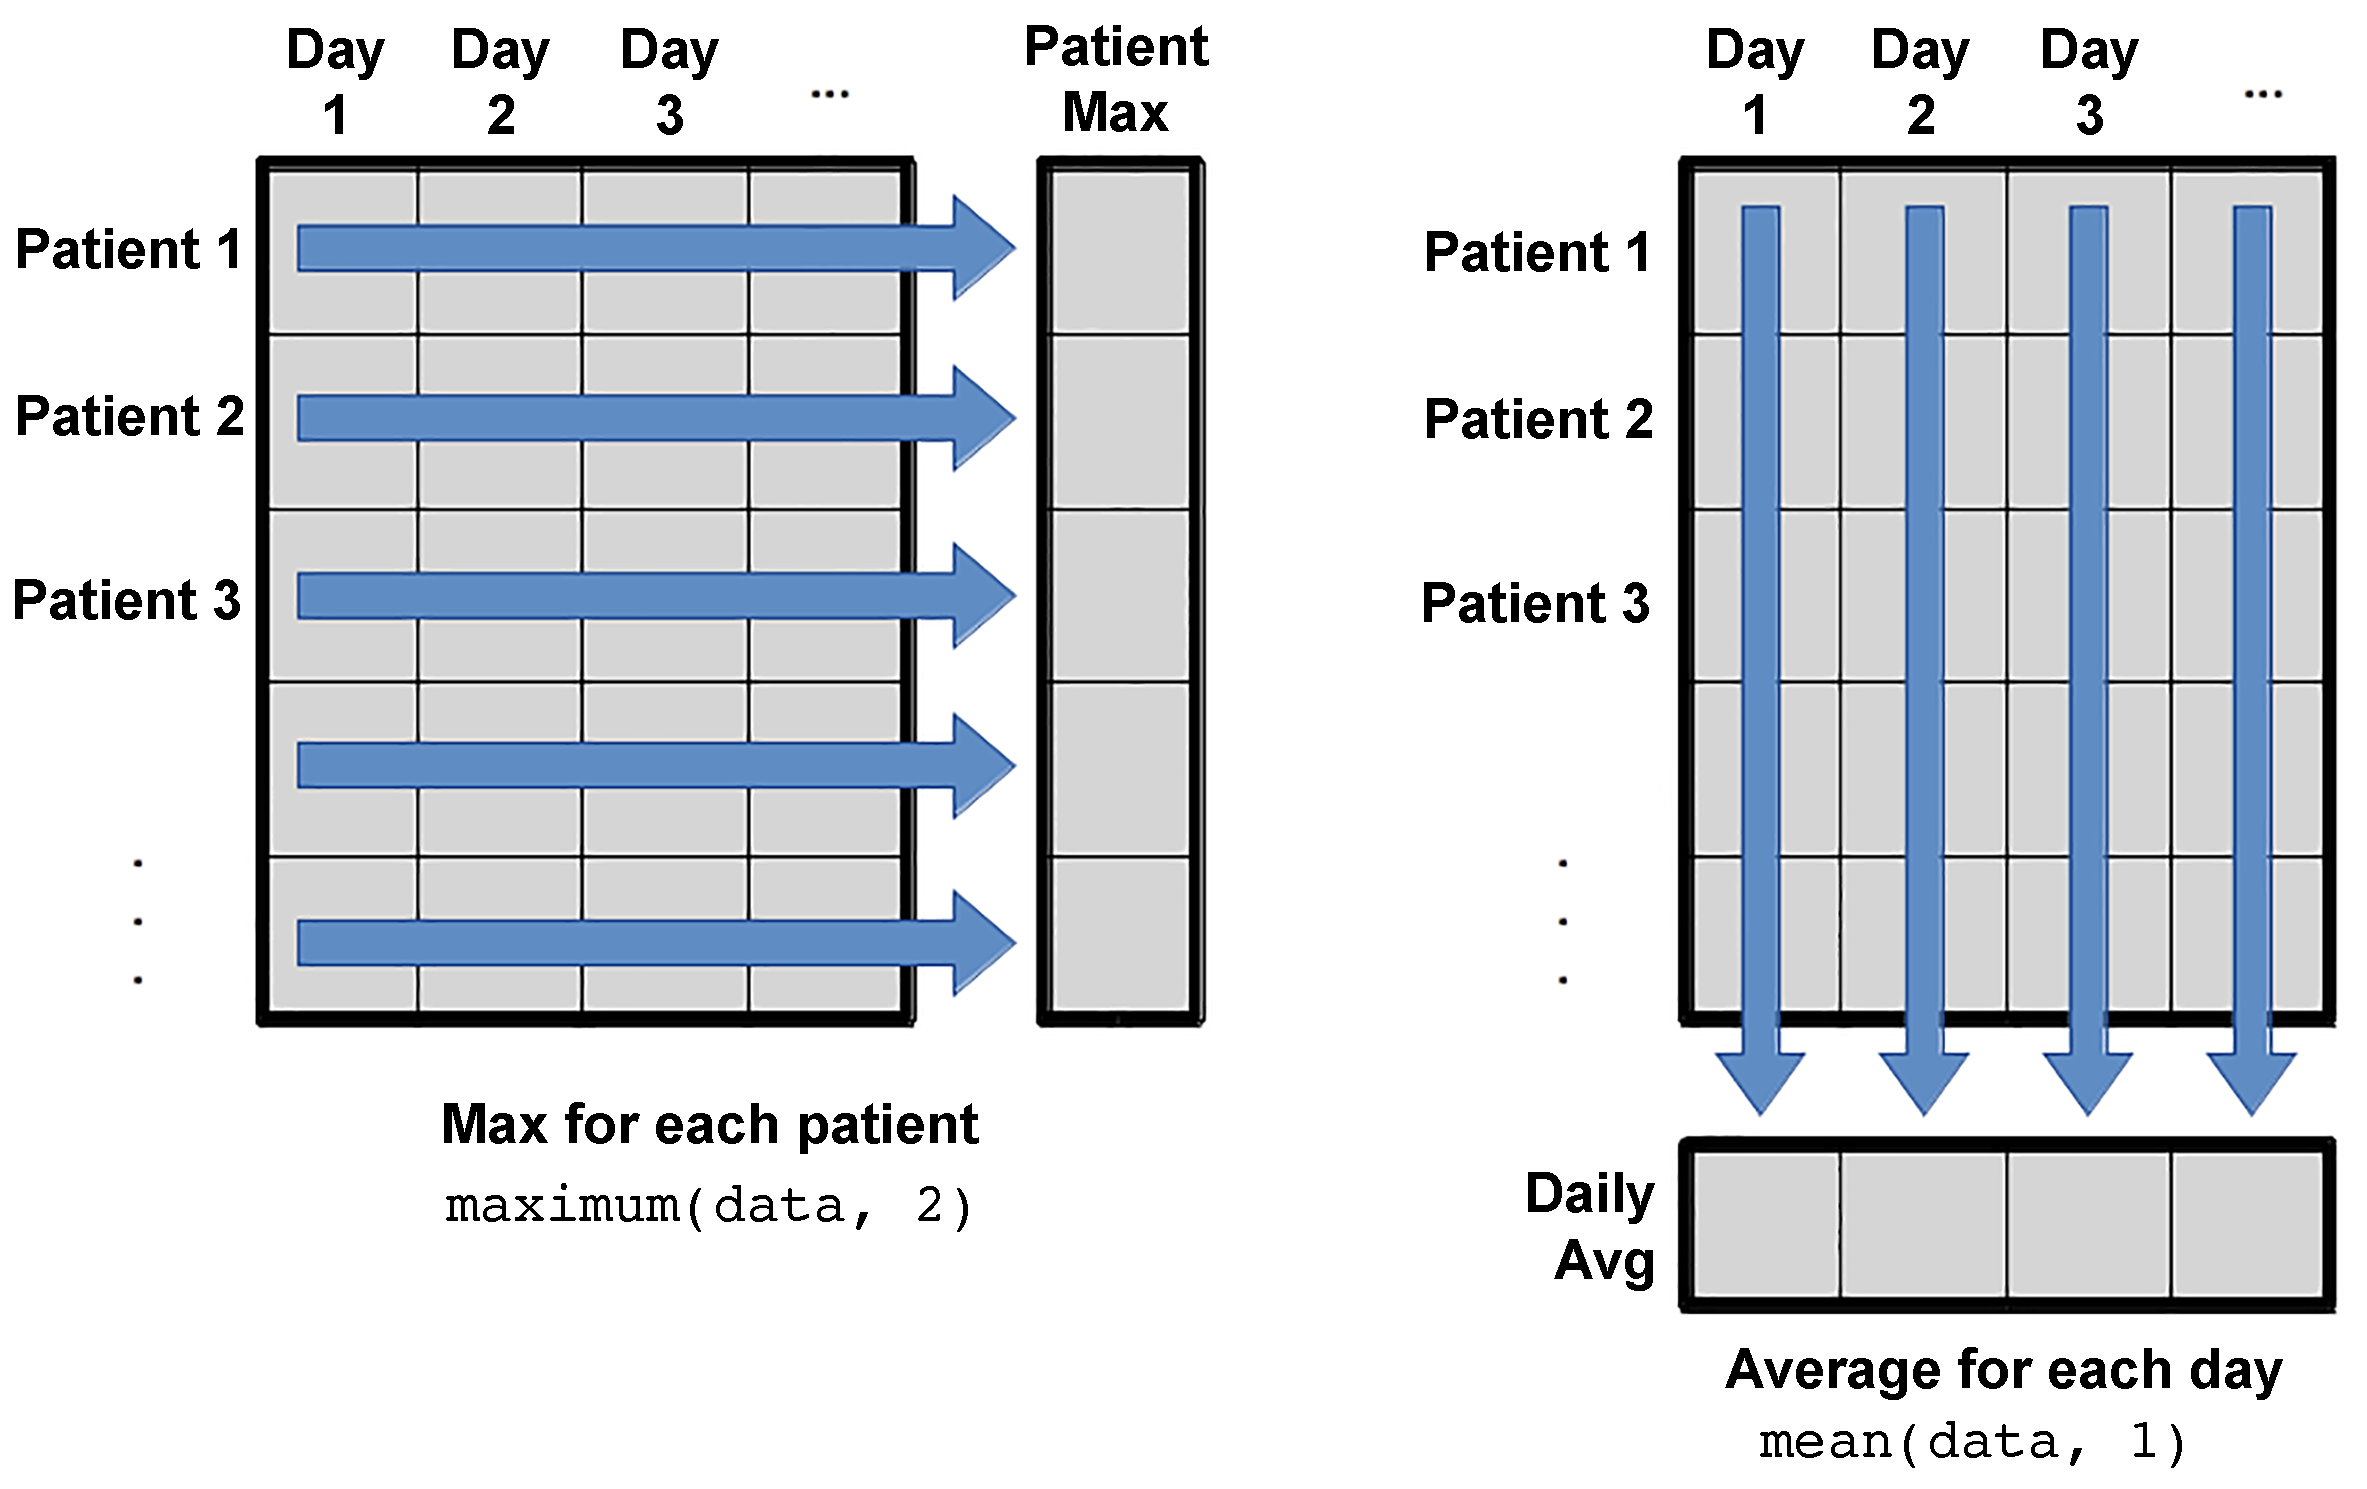 Day Day Day Patient
1 2 3 ... Max
Patient 1
Patient 2
Patient 3
.
.
.
Max for each patient
maximum(data, 2)
Day Day Day
1 2 3 ...
Patient 1
Patient 2
Patient 3
.
.
.
Daily
Avg
Average for each day
mean(data, 1)